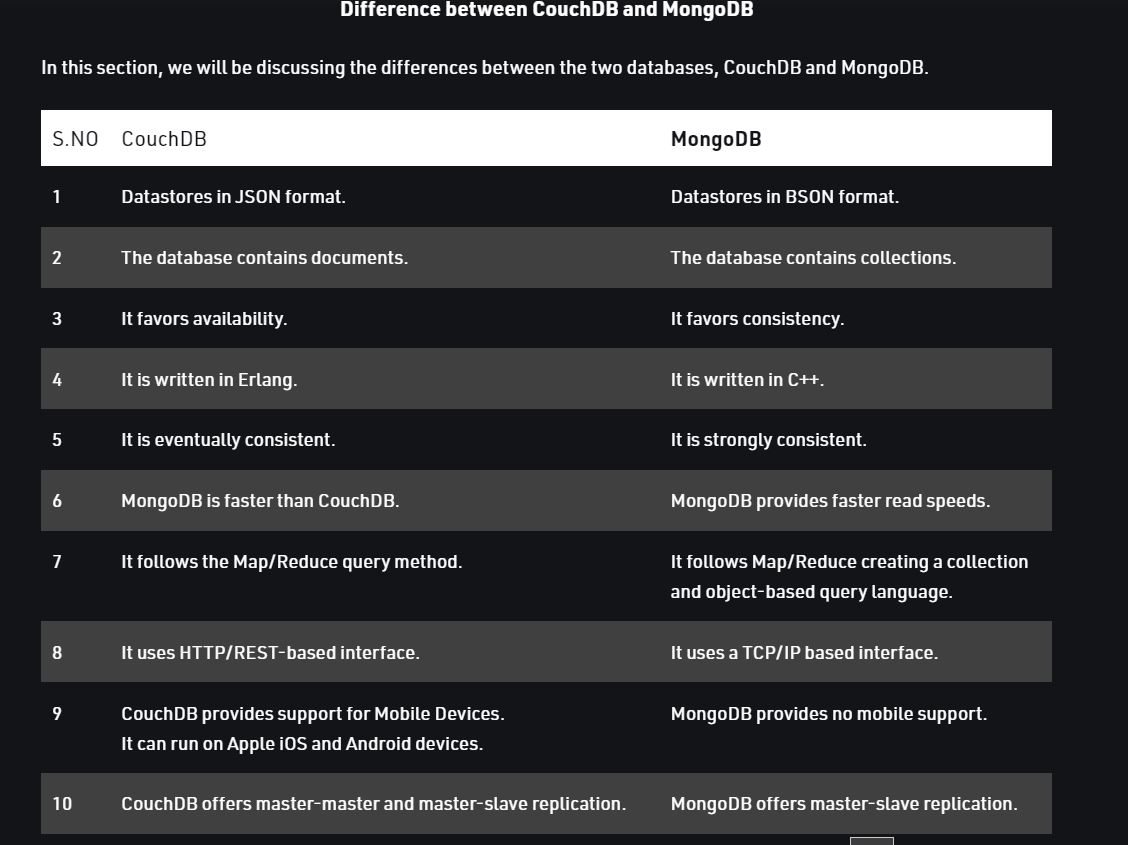 Difference between CouchDB and MongoDB
In this section, we will be discussing the differences between the two databases, CouchDB and MongoDB.
S.NO CouchDB MongoDB
1 Datastores in JSON format. Datastores in BSON format.
2 The database contains documents. The database contains collections.
3 It favors availability. It favors consistency.
4 It is written in Erlang. It is written in C++.
5 It is eventually consistent. It is strongly consistent.
6 MongoDB is faster than CouchDB. MongoDB provides faster read speeds.
7 It follows the Map/Reduce query method. It follows Map/Reduce creating a collection
and object-based query language.
8 It uses HTTP/REST-based interface. It uses a TCP/IP based interface.
9 CouchDB provides support for Mobile Devices. MongoDB provides no mobile support.
It can run on Apple iOS and Android devices.
10 CouchDB offers master-master and master-slave replication. MongoDB offers master-slave replication.